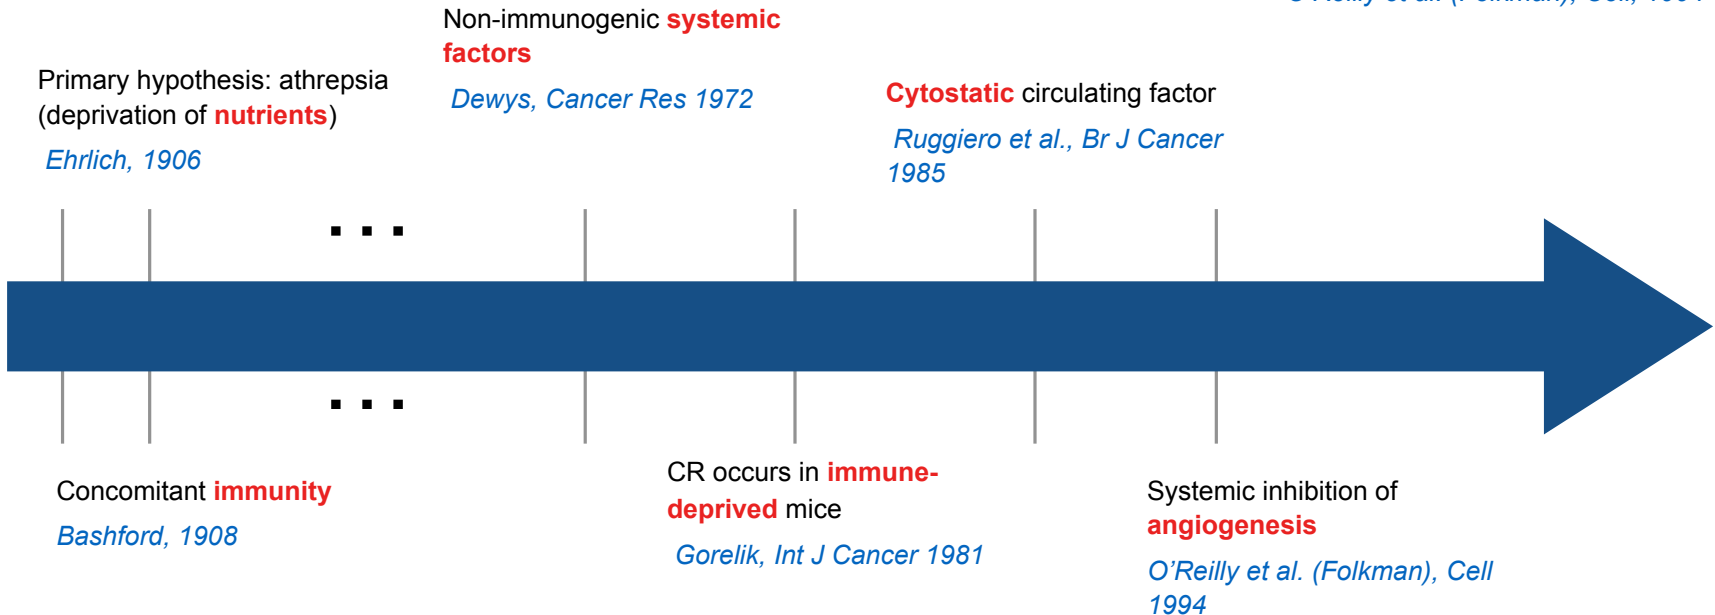 Non-immunogenic systemic
factors
Dewys, Cancer Res 1972
Primary hypothesis: athrepsia
(deprivation of nutrients)
Ehrlich, 1906
Cytostatic circulating factor
Ruggiero et al., Br J Cancer
1985
...
...
Concomitant immunity
Bashford, 1908
CR occurs in immune-
deprived mice
Gorelik, Int J Cancer 1981
Systemic inhibition of
angiogenesis
O'Reilly et al. (Folkman), Cell
1994